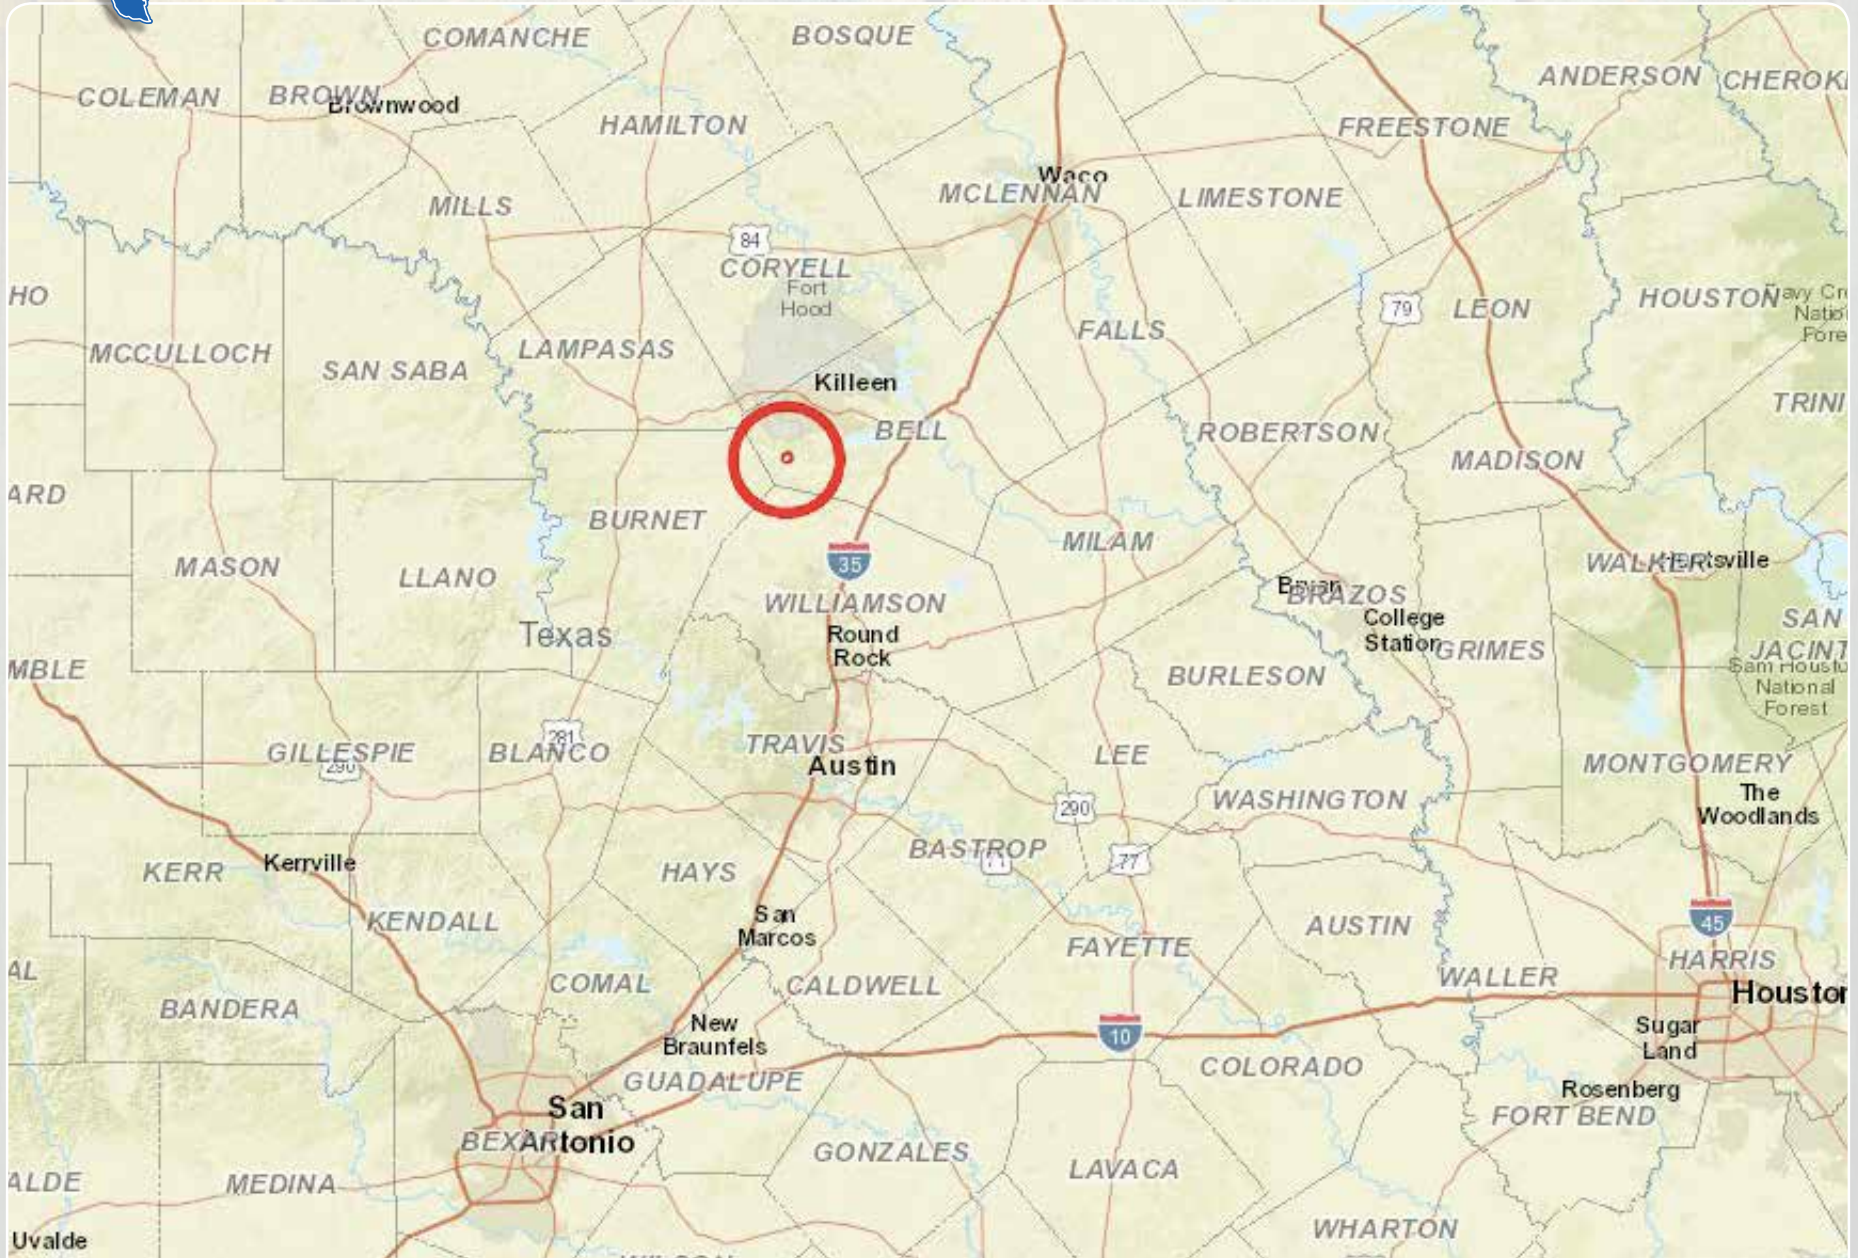 COMANCHE
BOSQUE
ANDERSON
COLEMAN
BROWN
Brownwood
HAMILTON
FREESTONE
Waco
MCLENNAN
LIMESTONE
MILLS
84
CORYELL
Fort
Hood
HO
79
LEON
HOUSTON
FALLS
MCCULLOCH
SAN SABA
LAMPASAS
Killeen
TRINI
BELL
ROBERTSON
MADISON
ARD
BURNET
MILAM
35
MASON
LLANO
WALKER
WILLIAMSON
BRAZOS
College
Station
Texas
Round
Rock
SAN
JACINT
National
Forest
GRIMES
MBLE
BURLESON
281
GILLESPIE
290
BLANCO
TRAVIS
Austin
LEE
MONTGOMERY
The
Woodlands
WASHINGTON
290
BASTROP
77
KERR
Kerrville
HAYS
KENDALL
San
Marcos
AUSTIN
45
FAYETTE
HARRIS
AL
COMAL
CALDWELL
WALLER
Houston
BANDERA
New
Braunfels
10
Sugar
Land
COLORADO
GUADALUPE
Rosenberg
San
Antonio
BEXAR
FORT BEND
GONZALES
LAVACA
ALDE
MEDINA
WHARTON
Uvalde